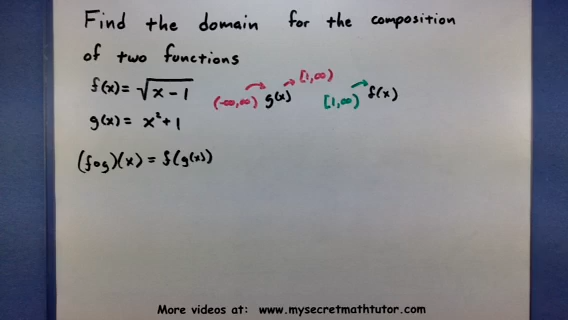 Find the domain for the composition
of two functions
f(x) = √x - 1 (-∞,∞) g(x) [1,∞) [1,∞) f(x)
g(x) = x² + 1
(f∘g)(x) = f(g(x))
More videos at: www.mysecretmathtutor.com